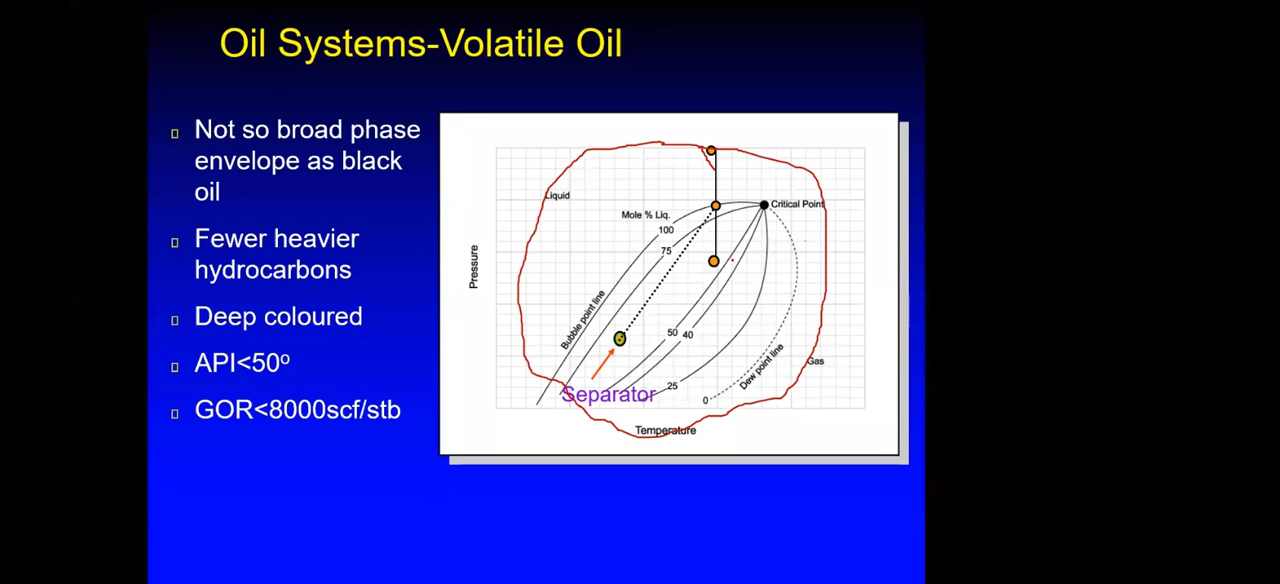 Oil Systems-Volatile Oil
Not so broad phase
envelope as black
oil
Fewer heavier
hydrocarbons
Deep coloured
API<50º
GOR<8000scf/stb
Liquid
Mole % Liq.
100
75
Critical Point
Pressure
Bubble point line
50
40
25
0
Dew point line
Gas
Separator
Temperature